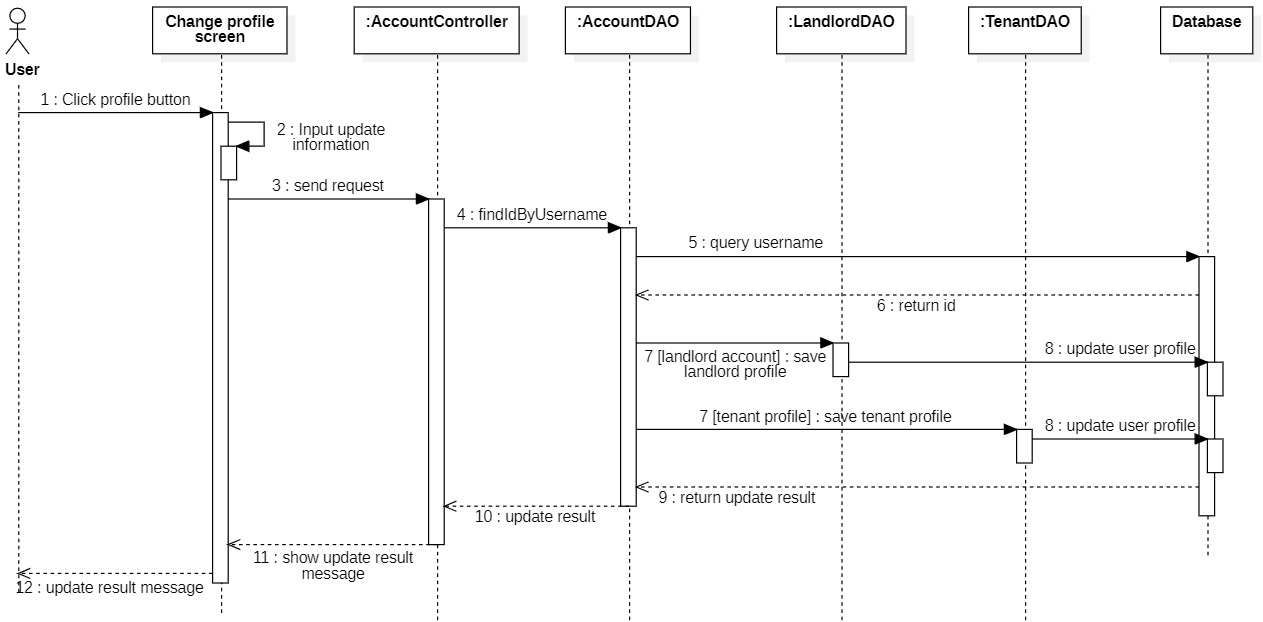 Change profile
screen
:AccountController
:AccountDAO
:LandlordDAO
:TenantDAO
Database
User
1 : Click profile button
2 : Input update
information
3 : send request
4 : findIdByUsername
5 : query username
6 : return id
7 [landlord account] : save
landlord profile
8 : update user profile
7 [tenant profile] : save tenant profile
8 : update user profile
9 : return update result
10 : update result
11 : show update result
message
12 : update result message